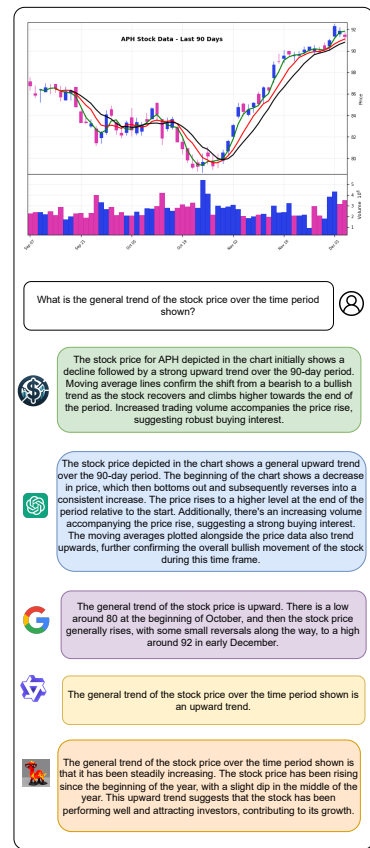 APH Stock Data - Last 90 Days
92
90
88
86
84
82
80
Price
5
4
3
2
1
Volume 10^6
Sep 07
Sep 21
Oct 05
Oct 19
Nov 02
Nov 16
Dec 01
What is the general trend of the stock price over the time period
shown?
The stock price for APH depicted in the chart initially shows a
decline followed by a strong upward trend over the 90-day period.
Moving average lines confirm the shift from a bearish to a bullish
trend as the stock recovers and climbs higher towards the end of
the period. Increased trading volume accompanies the price rise,
suggesting robust buying interest.
The stock price depicted in the chart shows a general upward trend
over the 90-day period. The beginning of the chart shows a decrease
in price, which then bottoms out and subsequently reverses into a
consistent increase. The price rises to a higher level at the end of the
period relative to the start. Additionally, there's an increasing volume
accompanying the price rise, suggesting a strong buying interest.
The moving averages plotted alongside the price data also trend
upwards, further confirming the overall bullish movement of the stock
during this time frame.
The general trend of the stock price is upward. There is a low
around 80 at the beginning of October, and then the stock price
generally rises, with some small reversals along the way, to a high
around 92 in early December.
The general trend of the stock price over the time period shown is
an upward trend.
The general trend of the stock price over the time period shown is
that it has been steadily increasing. The stock price has been rising
since the beginning of the year, with a slight dip in the middle of the
year. This upward trend suggests that the stock has been
performing well and attracting investors, contributing to its growth.